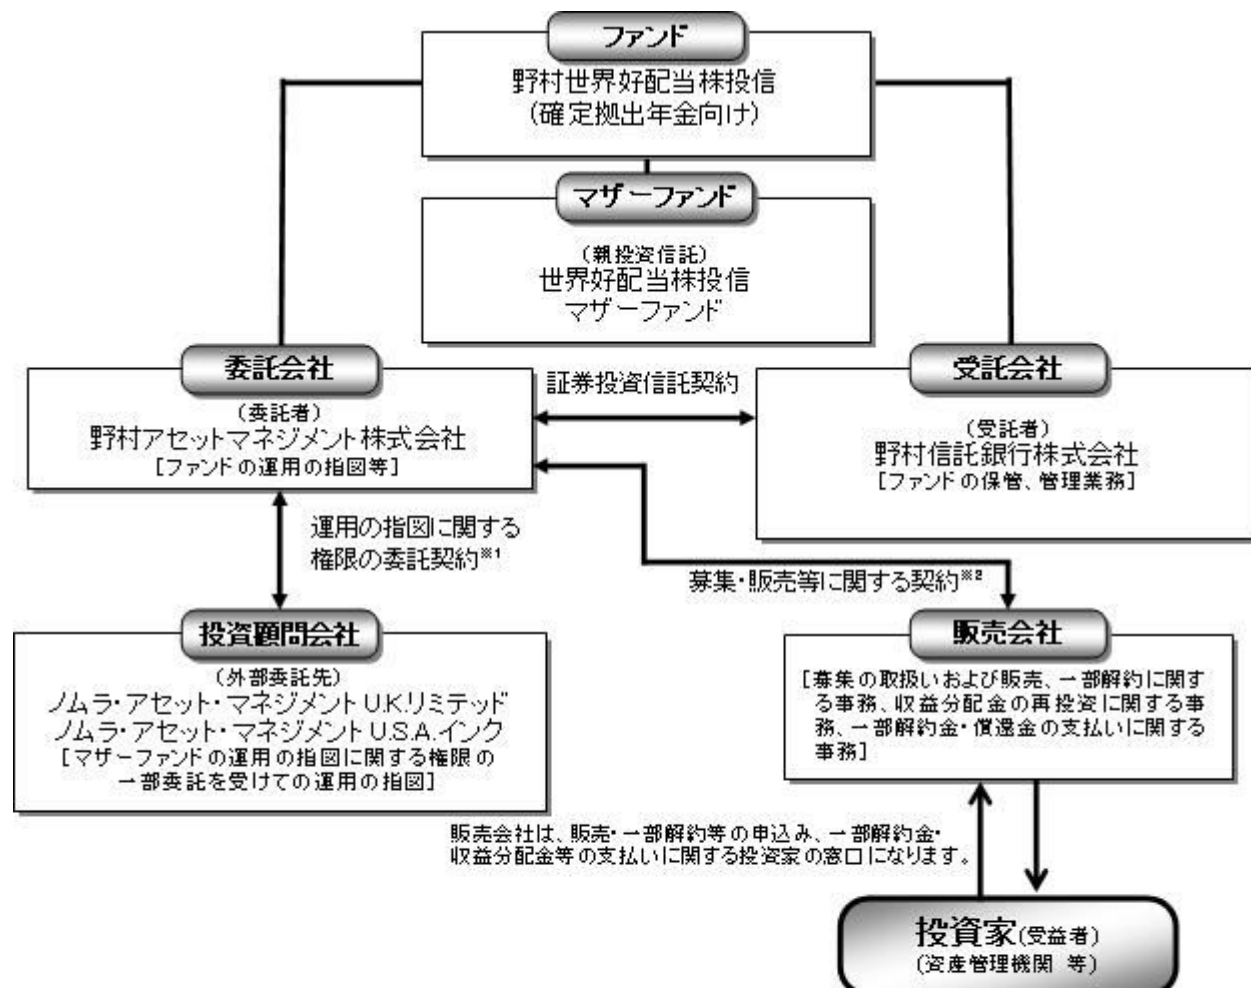 ファンド
野村世界好配当株投信
(確定拠出年金向け)
マザーファンド
(親投資信託)
世界好配当株投信
マザーファンド
委託会社
(委託者)
野村アセットマネジメント株式会社
[ファンドの運用の指図等]
証券投資信託契約
受託会社
(受託者)
野村信託銀行株式会社
[ファンドの保管、管理業務]
運用の指図に関する
権限の委託契約※1
募集・販売等に関する契約※2
投資顧問会社
(外部委託先)
ノムラ・アセット・マネジメントU.K.リミテッド
ノムラ・アセット・マネジメントU.S.A.インク
[マザーファンドの運用の指図に関する権限の
一部委託を受けての運用の指図]
販売会社
[募集の取扱いおよび販売、一部解約に関す
る事務、収益分配金の再投資に関する事
務、一部解約金・償還金の支払いに関する
事務]
販売会社は、販売・一部解約等の申込み、一部解約金・
収益分配金等の支払いに関する投資家の窓口になります。
投資家(受益者)
(資産管理機関 等)